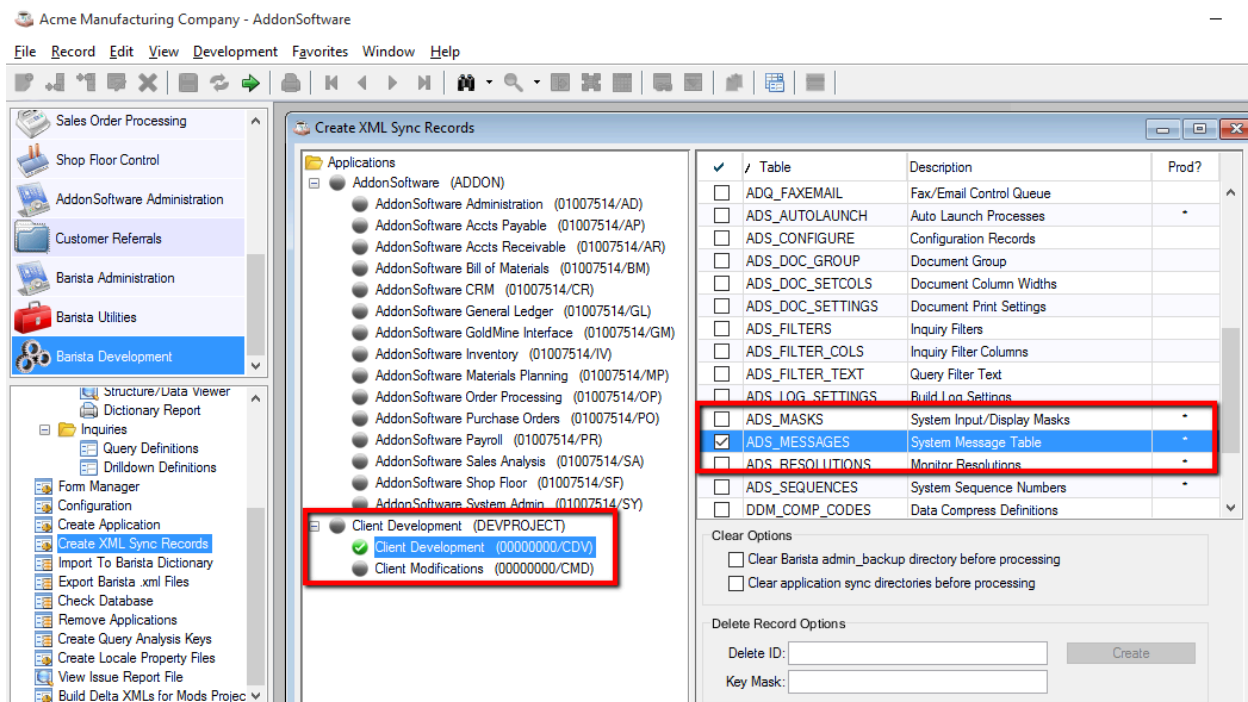 Acme Manufacturing Company - AddonSoftware
File Record Edit View Development Favorites Window Help
Sales Order Processing
Shop Floor Control
AddonSoftware Administration
Customer Referrals
Barista Administration
Barista Utilities
Barista Development
Structure/Data Viewer
Dictionary Report
Inquiries
Query Definitions
Drilldown Definitions
Form Manager
Configuration
Create Application
Create XML Sync Records
Import To Barista Dictionary
Export Barista .xml Files
Check Database
Remove Applications
Create Query Analysis Keys
Create Locale Property Files
View Issue Report File
Build Delta XMLs for Mods Projec
Create XML Sync Records
Applications
AddonSoftware (ADDON)
AddonSoftware Administration (01007514/AD)
AddonSoftware Accts Payable (01007514/AP)
AddonSoftware Accts Receivable (01007514/AR)
AddonSoftware Bill of Materials (01007514/BM)
AddonSoftware CRM (01007514/CR)
AddonSoftware General Ledger (01007514/GL)
AddonSoftware GoldMine Interface (01007514/GM)
AddonSoftware Inventory (01007514/IV)
AddonSoftware Materials Planning (01007514/MP)
AddonSoftware Order Processing (01007514/OP)
AddonSoftware Purchase Orders (01007514/PO)
AddonSoftware Payroll (01007514/PR)
AddonSoftware Sales Analysis (01007514/SA)
AddonSoftware Shop Floor (01007514/SF)
AddonSoftware System Admin (01007514/SY)
Client Development (DEVPROJECT)
Client Development (00000000/CDV)
Client Modifications (00000000/CMD)
Table Description Prod?
ADQ_FAXEMAIL Fax/Email Control Queue
ADS_AUTOLAUNCH Auto Launch Processes *
ADS_CONFIGURE Configuration Records
ADS_DOC_GROUP Document Group
ADS_DOC_SETCOLS Document Column Widths
ADS_DOC_SETTINGS Document Print Settings
ADS_FILTERS Inquiry Filters
ADS_FILTER_COLS Inquiry Filter Columns
ADS_FILTER_TEXT Query Filter Text
ADS_LOG_SETTINGS Build Log Settings
ADS_MASKS System Input/Display Masks *
ADS_MESSAGES System Message Table *
ADS_RESOLUTIONS Monitor Resolutions *
ADS_SEQUENCES System Sequence Numbers *
DDM_COMP_CODES Data Compress Definitions
Clear Options
Clear Barista admin_backup directory before processing
Clear application sync directories before processing
Delete Record Options
Delete ID: Create
Key Mask: